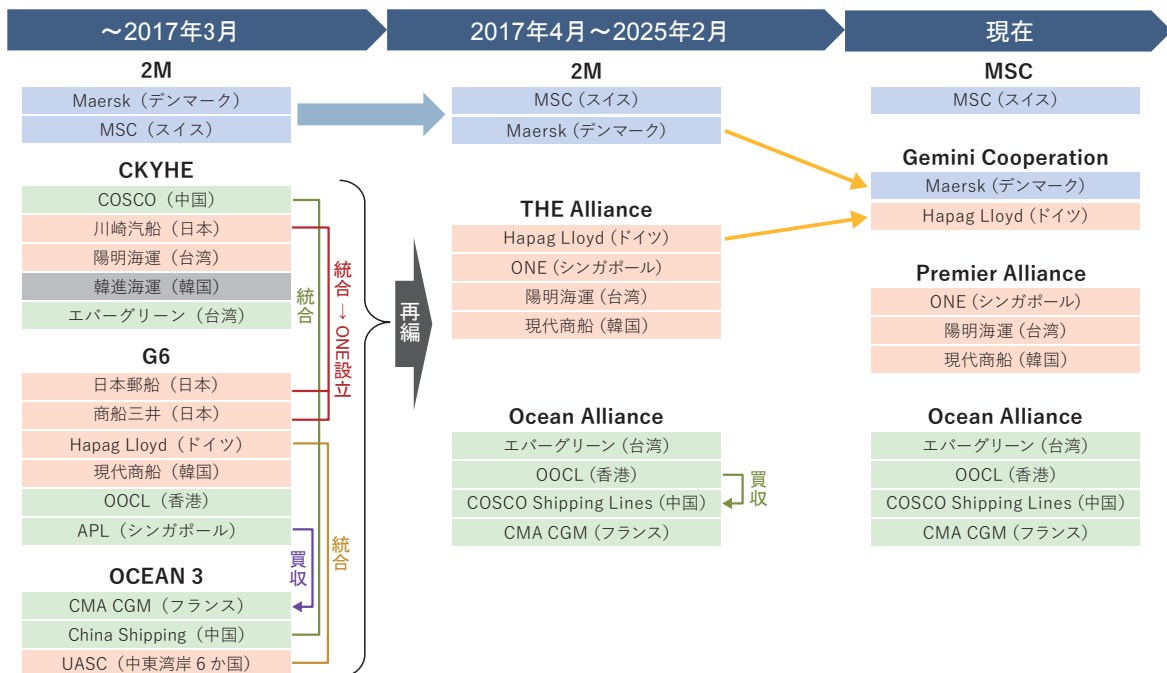 ～2017年3月
2017年4月～2025年2月
現在
2M
Maersk（デンマーク）
MSC（スイス）
CKYHE
COSCO（中国）
川崎汽船（日本）
陽明海運（台湾）
韓進海運（韓国）
エバーグリーン（台湾）
G6
日本郵船（日本）
商船三井（日本）
Hapag Lloyd（ドイツ）
現代商船（韓国）
OOCL（香港）
APL（シンガポール）
OCEAN 3
CMA CGM（フランス）
China Shipping（中国）
UASC（中東湾岸6か国）
統合
統合→ONE設立
買収
統合
再編
2M
MSC（スイス）
Maersk（デンマーク）
THE Alliance
Hapag Lloyd（ドイツ）
ONE（シンガポール）
陽明海運（台湾）
現代商船（韓国）
Ocean Alliance
エバーグリーン（台湾）
OOCL（香港）
COSCO Shipping Lines（中国）
CMA CGM（フランス）
買収
MSC
MSC（スイス）
Gemini Cooperation
Maersk（デンマーク）
Hapag Lloyd（ドイツ）
Premier Alliance
ONE（シンガポール）
陽明海運（台湾）
現代商船（韓国）
Ocean Alliance
エバーグリーン（台湾）
OOCL（香港）
COSCO Shipping Lines（中国）
CMA CGM（フランス）